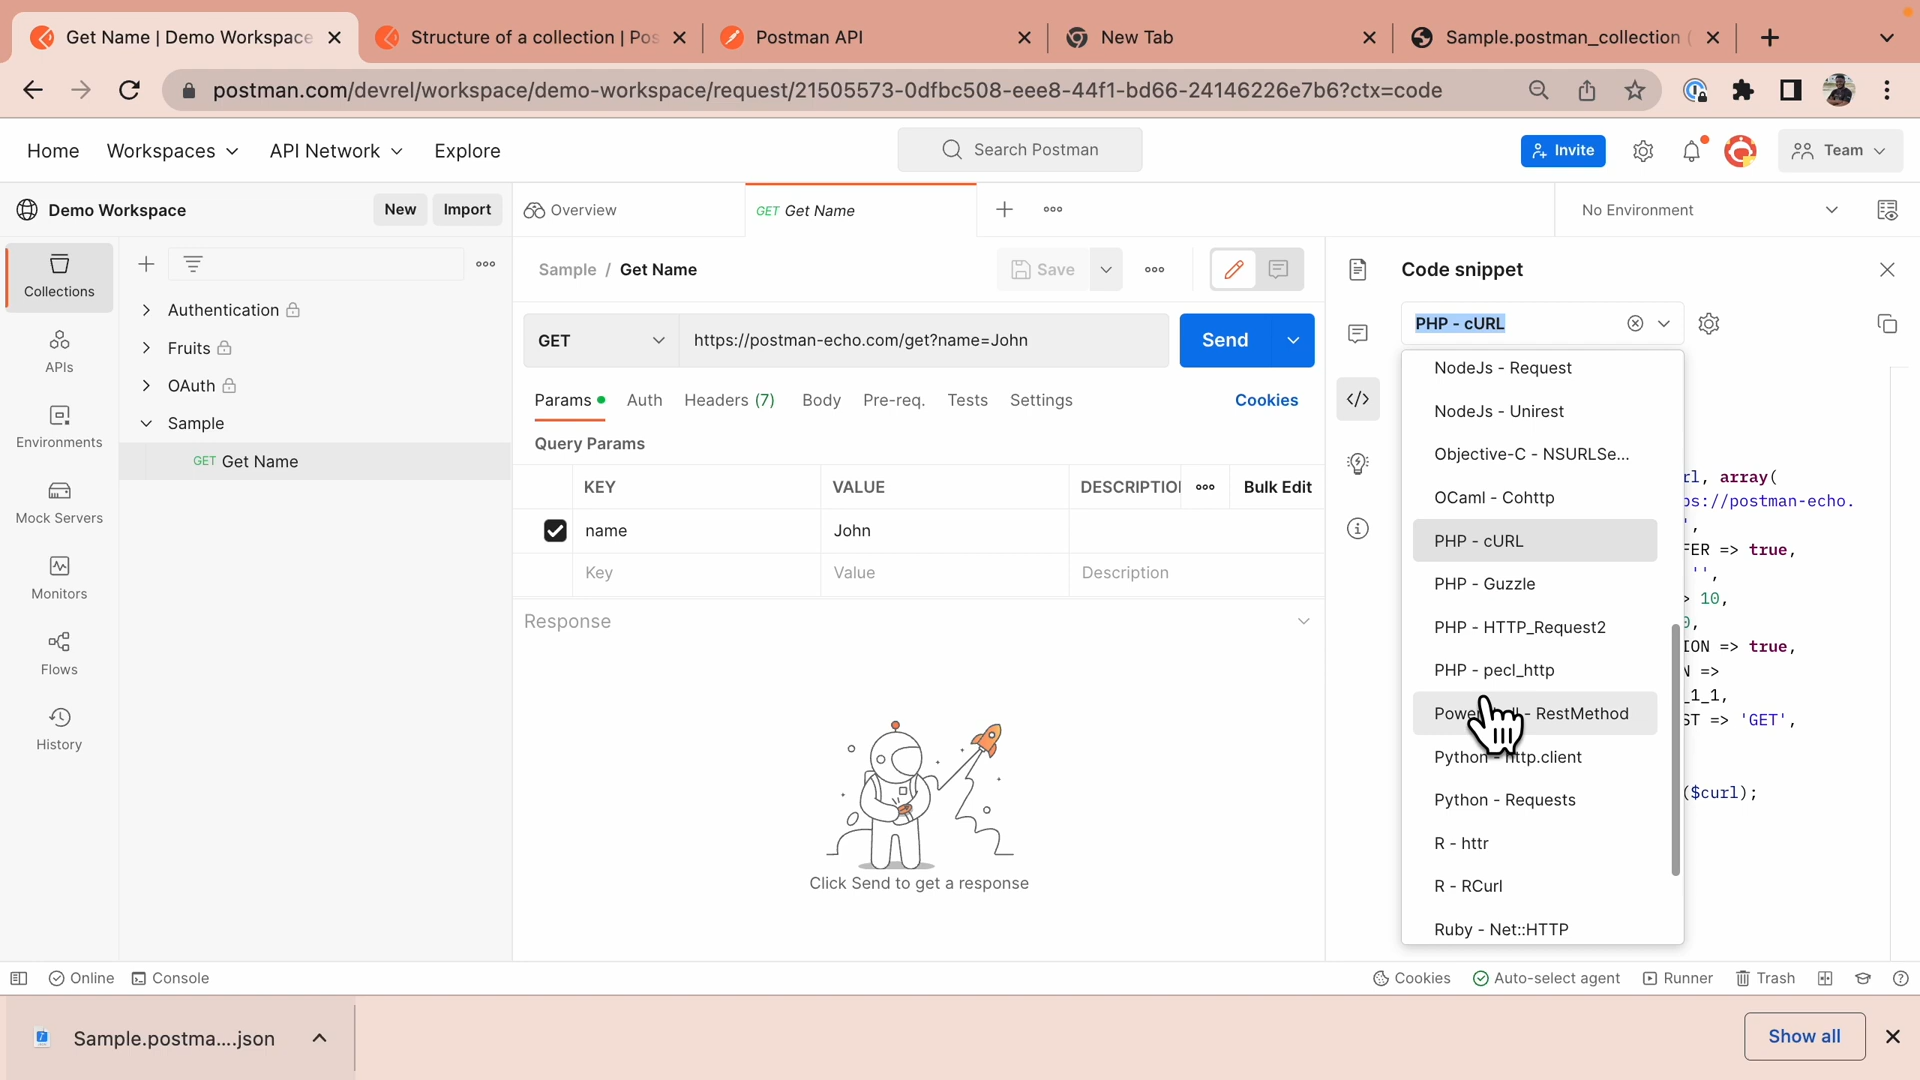 Get Name | Demo Workspace
Structure of a collection | Pos
Postman API
New Tab
Sample.postman_collection (
postman.com/devrel/workspace/demo-workspace/request/21505573-0dfbc508-eee8-44f1-bd66-24146226e7b6?ctx=code
Home
Workspaces
API Network
Explore
Search Postman
Invite
Team
Demo Workspace
New
Import
Overview
GET Get Name
No Environment
Collections
APIs
Environments
Mock Servers
Monitors
Flows
History
Authentication
Fruits
OAuth
Sample
GET Get Name
Sample / Get Name
Save
GET
https://postman-echo.com/get?name=John
Send
Params
Auth
Headers (7)
Body
Pre-req.
Tests
Settings
Cookies
Query Params
KEY
VALUE
DESCRIPTION
Bulk Edit
name
John
Key
Value
Description
Response
Click Send to get a response
Code snippet
PHP - cURL
NodeJs - Request
NodeJs - Unirest
Objective-C - NSURLSe...
OCaml - Cohttp
PHP - cURL
PHP - Guzzle
PHP - HTTP_Request2
PHP - pecl_http
- RestMethod
Python
http.client
Python - Requests
R - httr
R - RCurl
Ruby - Net::HTTP
rl, array(
ps://postman-echo.
',
FER => true,
'',
> 10,
0,
ION => true,
N =>
_1_1,
ST => 'GET',
($curl);
Online
Console
Cookies
Auto-select agent
Runner
Trash
Sample.postma....json
Show all